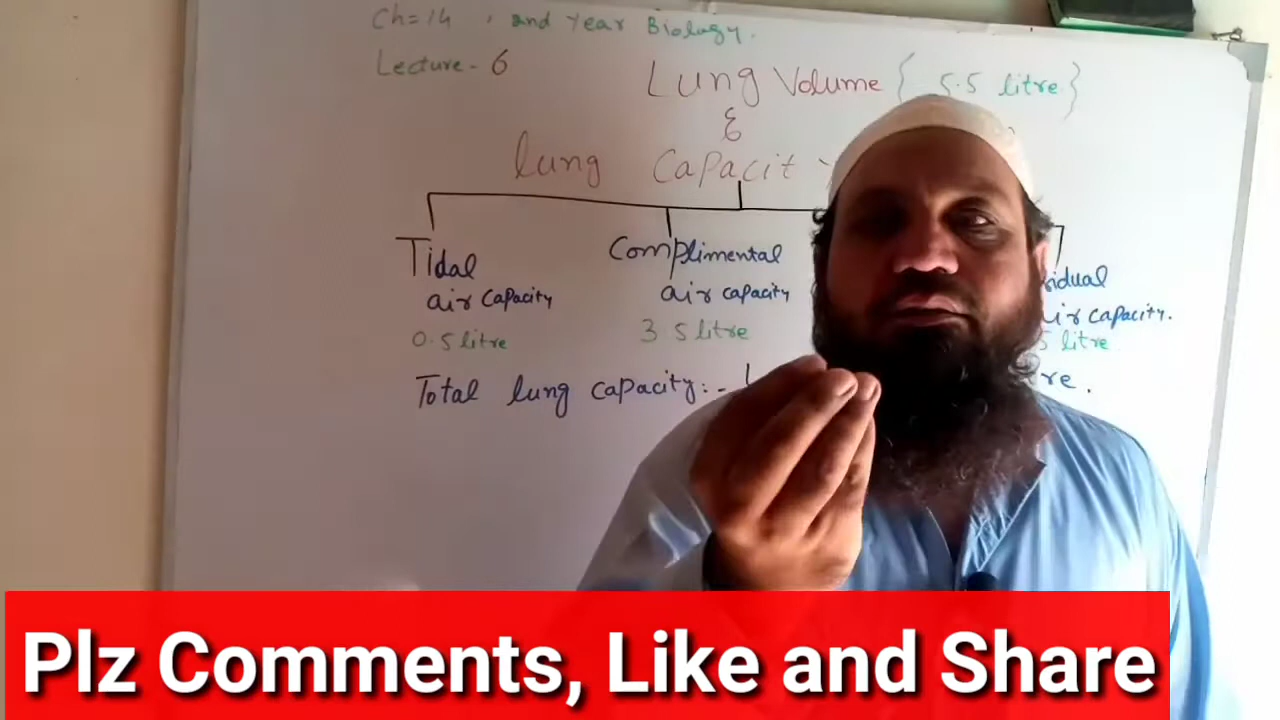 Ch=14, 2nd Year Biology.
Lecture - 6
Lung Volume { 5.5 litre }
&
lung Capacit
Tidal
air capacity
0.5 litre
Complimental
air capacity
3.5 litre
idual
air capacity.
5 litre
Total lung capacity:-
re.
Plz Comments, Like and Share